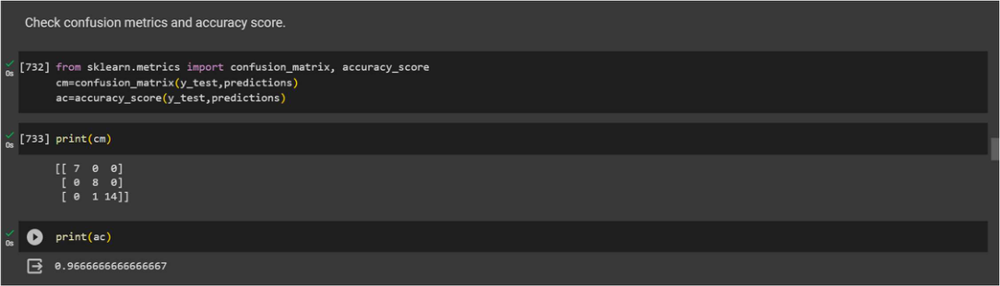 Check confusion metrics and accuracy score.
[732] from sklearn.metrics import confusion_matrix, accuracy_score
cm=confusion_matrix(y_test,predictions)
ac=accuracy_score(y_test,predictions)
0s
[733] print(cm)
0s
[[ 7  0  0]
 [ 0  8  0]
 [ 0  1 14]]
print(ac)
0s
0.9666666666666667